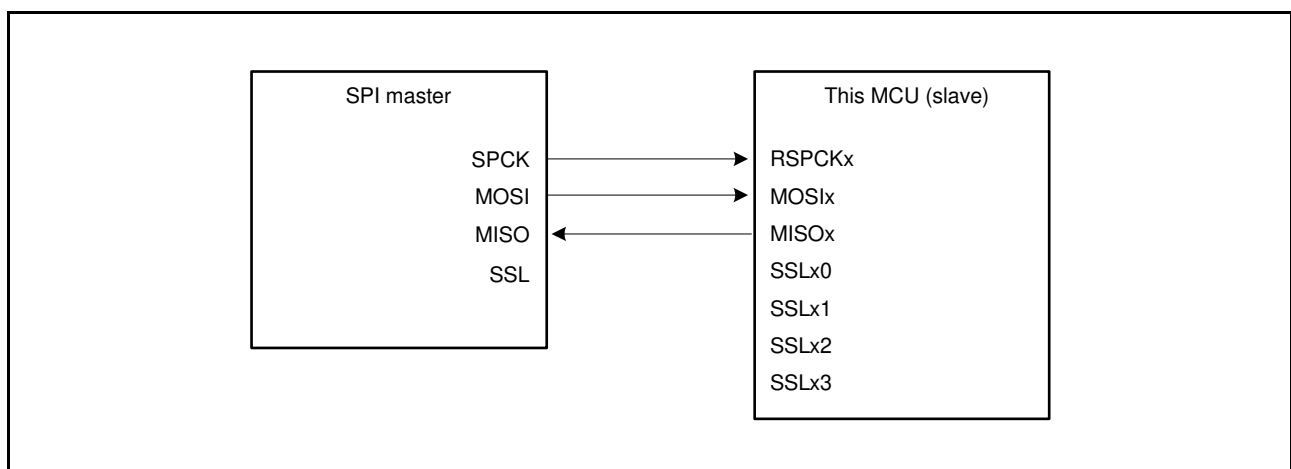 SPI master
SPCK
MOSI
MISO
SSL
This MCU (slave)
RSPCKx
MOSIx
MISOx
SSLx0
SSLx1
SSLx2
SSLx3